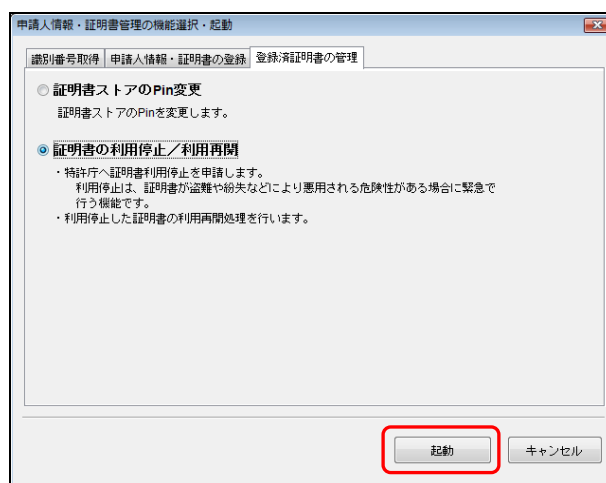 申請人情報・証明書管理の機能選択・起動
識別番号取得 申請人情報・証明書の登録 登録済証明書の管理
証明書ストアのPin変更
証明書ストアのPinを変更します。
証明書の利用停止／利用再開
・特許庁へ証明書利用停止を申請します。
利用停止は、証明書が盗難や紛失などにより悪用される危険性がある場合に緊急で
行う機能です。
・利用停止した証明書の利用再開処理を行います。
起動 キャンセル